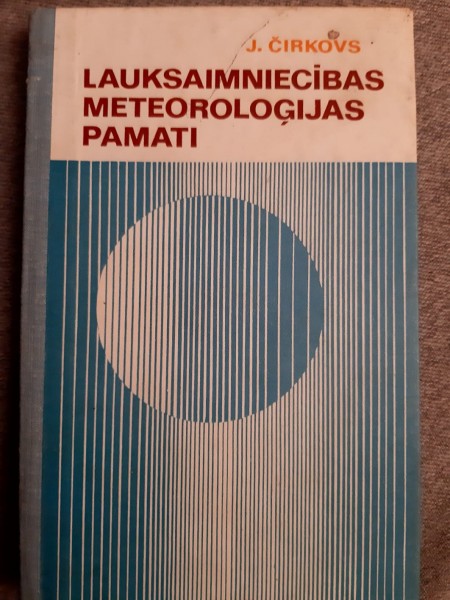 J. ČIRKOVS
LAUKSAIMNIECĪBAS
METEOROLOĢIJAS
PAMATI